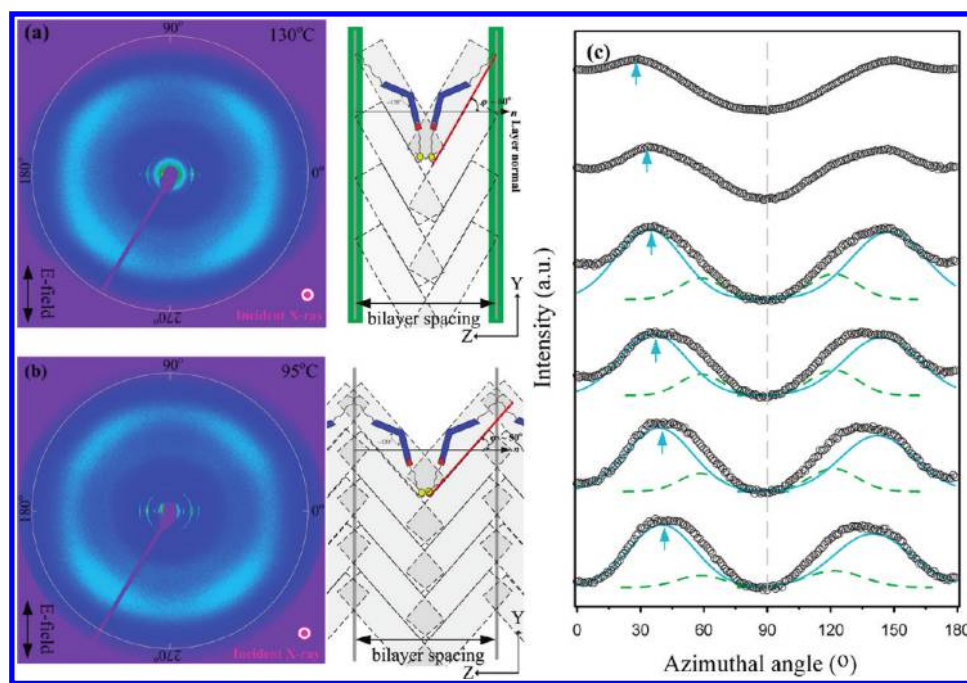 (a)
130°C
90°
180°
0°
270°
E-field
Incident X-ray
n Layer normal
bilayer spacing
Y
Z
(b)
95°C
90°
180°
0°
270°
E-field
Incident X-ray
n
bilayer spacing
Y
Z
(c)
Intensity (a.u.)
0 30 60 90 120 150 180
Azimuthal angle (º)